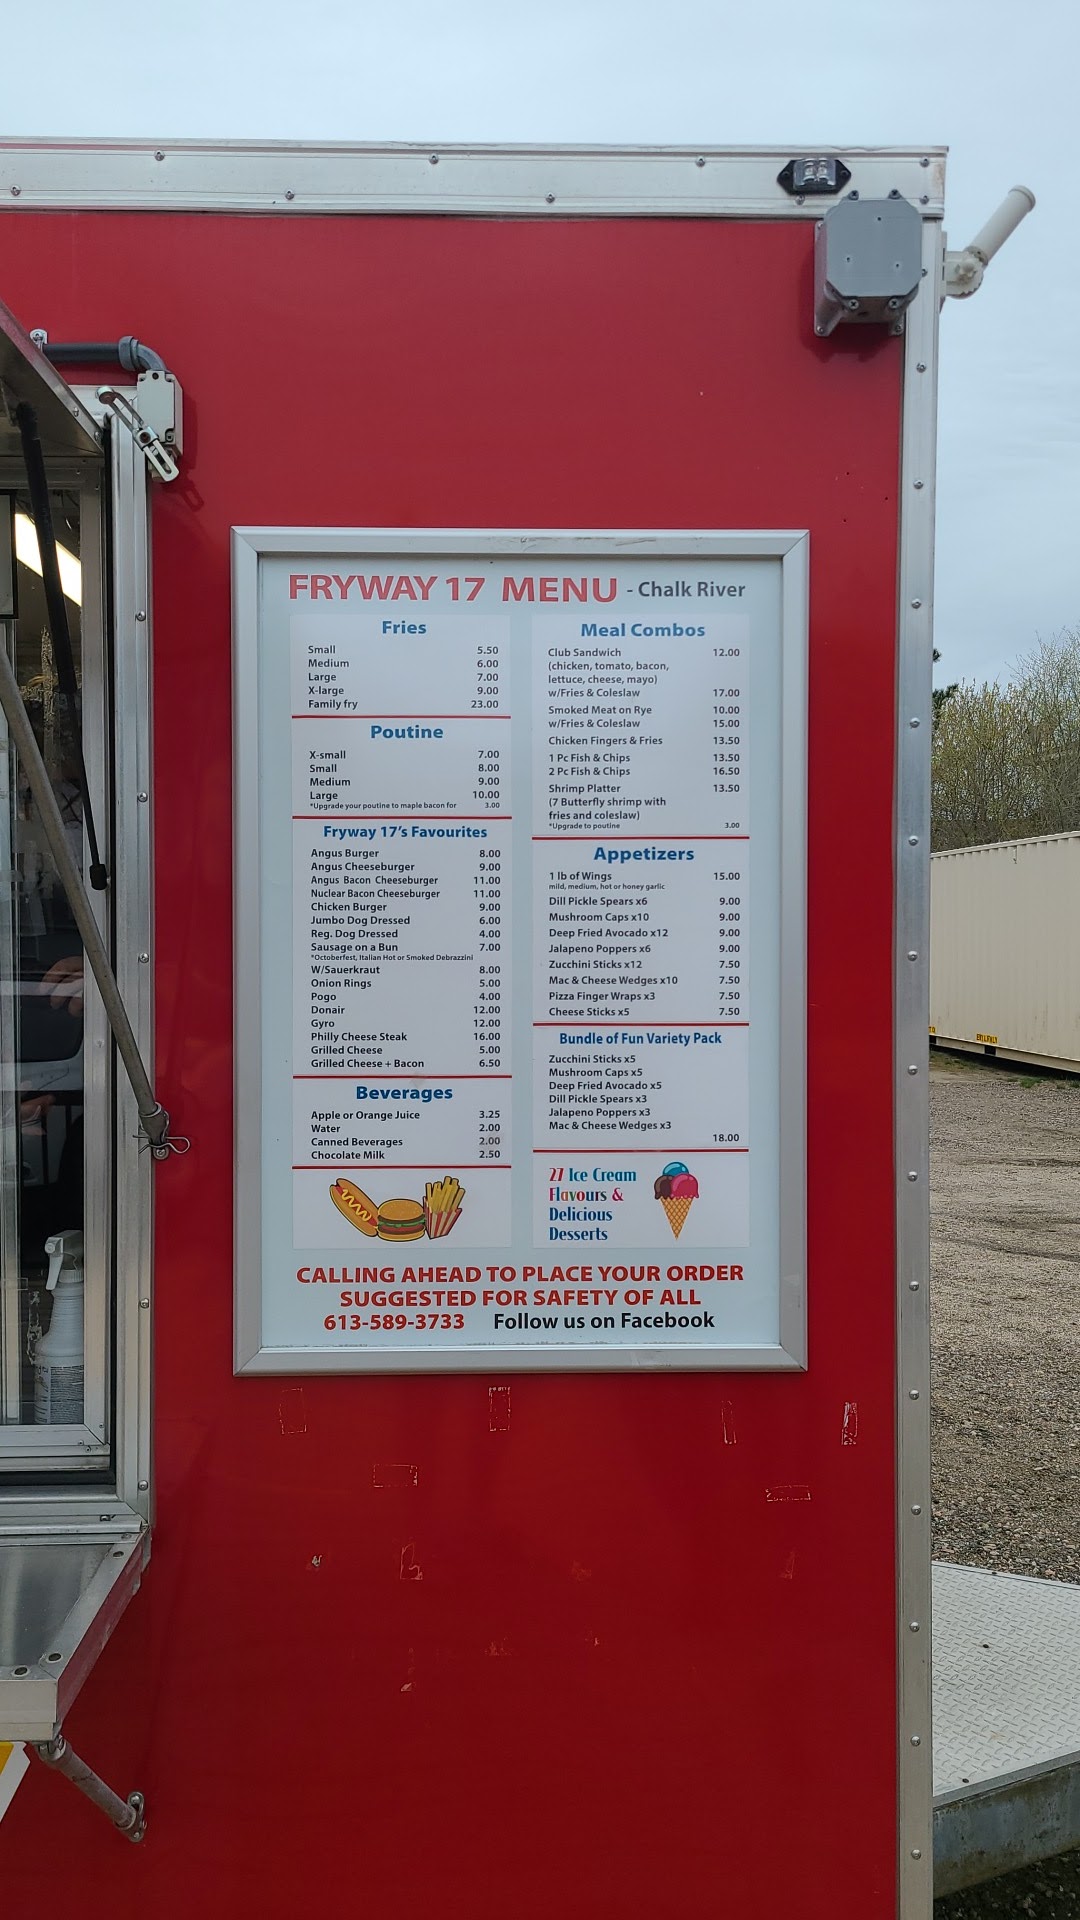 FRYWAY 17 MENU - Chalk River
Fries
Small 5.50
Medium 6.00
Large 7.00
X-large 9.00
Family fry 23.00
Poutine
X-small 7.00
Small 8.00
Medium 9.00
Large 10.00
*Upgrade your poutine to maple bacon for 3.00
Fryway 17's Favourites
Angus Burger 8.00
Angus Cheeseburger 9.00
Angus Bacon Cheeseburger 11.00
Nuclear Bacon Cheeseburger 11.00
Chicken Burger 9.00
Jumbo Dog Dressed 6.00
Reg. Dog Dressed 4.00
Sausage on a Bun 7.00
*Octoberfest, Italian Hot or Smoked Debrazzini
W/Sauerkraut 8.00
Onion Rings 5.00
Pogo 4.00
Donair 12.00
Gyro 12.00
Philly Cheese Steak 16.00
Grilled Cheese 5.00
Grilled Cheese + Bacon 6.50
Beverages
Apple or Orange Juice 3.25
Water 2.00
Canned Beverages 2.00
Chocolate Milk 2.50
Meal Combos
Club Sandwich 12.00
(chicken, tomato, bacon,
lettuce, cheese, mayo)
w/Fries & Coleslaw 17.00
Smoked Meat on Rye 10.00
w/Fries & Coleslaw 15.00
Chicken Fingers & Fries 13.50
1 Pc Fish & Chips 13.50
2 Pc Fish & Chips 16.50
Shrimp Platter 13.50
(7 Butterfly shrimp with
fries and coleslaw)
*Upgrade to poutine 3.00
Appetizers
1 lb of Wings 15.00
mild, medium, hot or honey garlic
Dill Pickle Spears x6 9.00
Mushroom Caps x10 9.00
Deep Fried Avocado x12 9.00
Jalapeno Poppers x6 9.00
Zucchini Sticks x12 7.50
Mac & Cheese Wedges x10 7.50
Pizza Finger Wraps x3 7.50
Cheese Sticks x5 7.50
Bundle of Fun Variety Pack
Zucchini Sticks x5
Mushroom Caps x5
Deep Fried Avocado x5
Dill Pickle Spears x3
Jalapeno Poppers x3
Mac & Cheese Wedges x3
18.00
27 Ice Cream
Flavours &
Delicious
Desserts
CALLING AHEAD TO PLACE YOUR ORDER
SUGGESTED FOR SAFETY OF ALL
613-589-3733 Follow us on Facebook